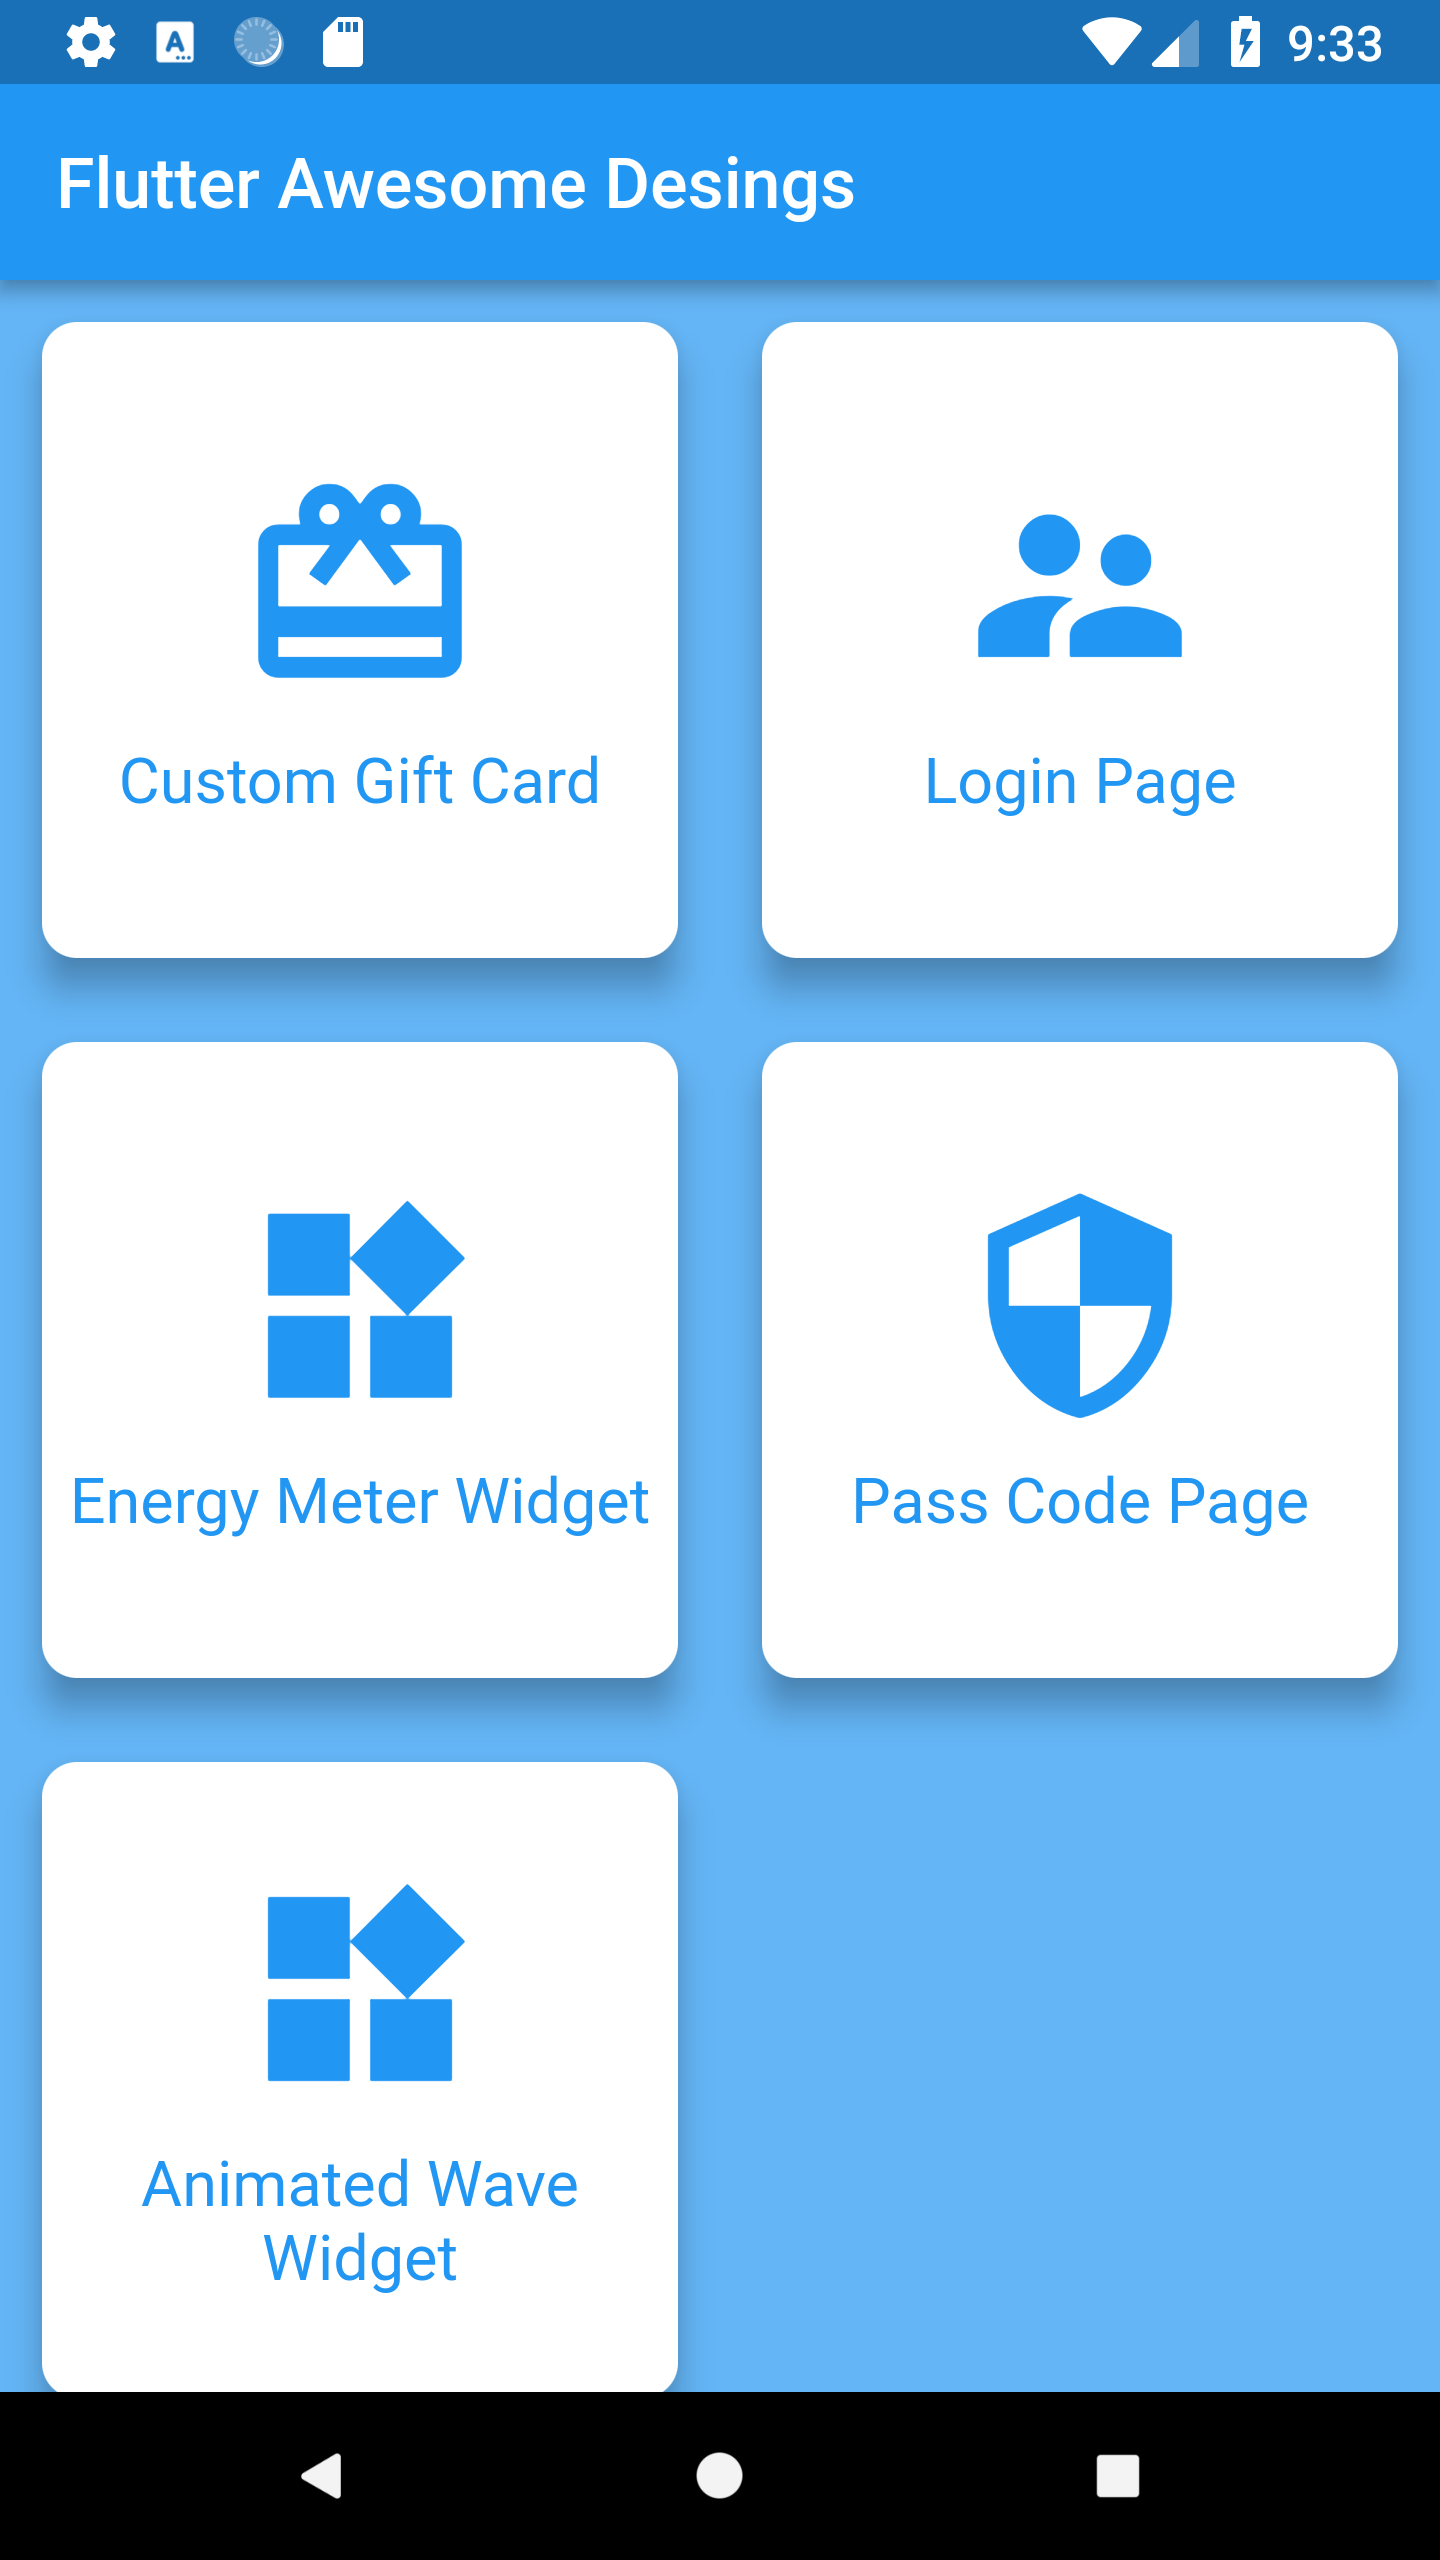 9:33
Flutter Awesome Desings
Custom Gift Card
Login Page
Energy Meter Widget
Pass Code Page
Animated Wave
Widget